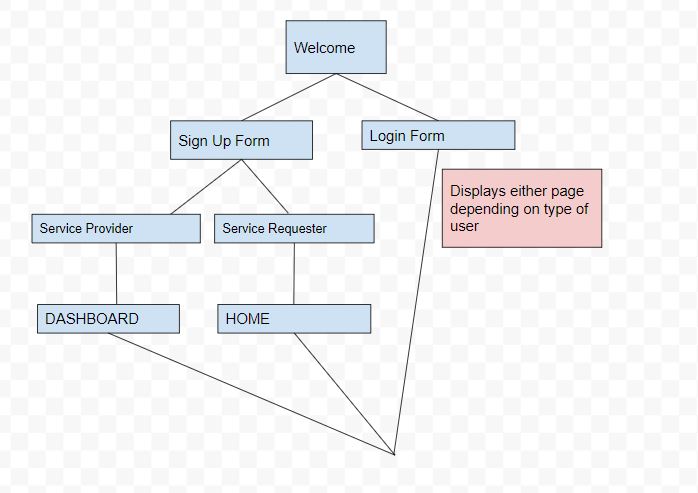 Welcome
Sign Up Form
Login Form
Displays either page
depending on type of
user
Service Provider
Service Requester
DASHBOARD
HOME